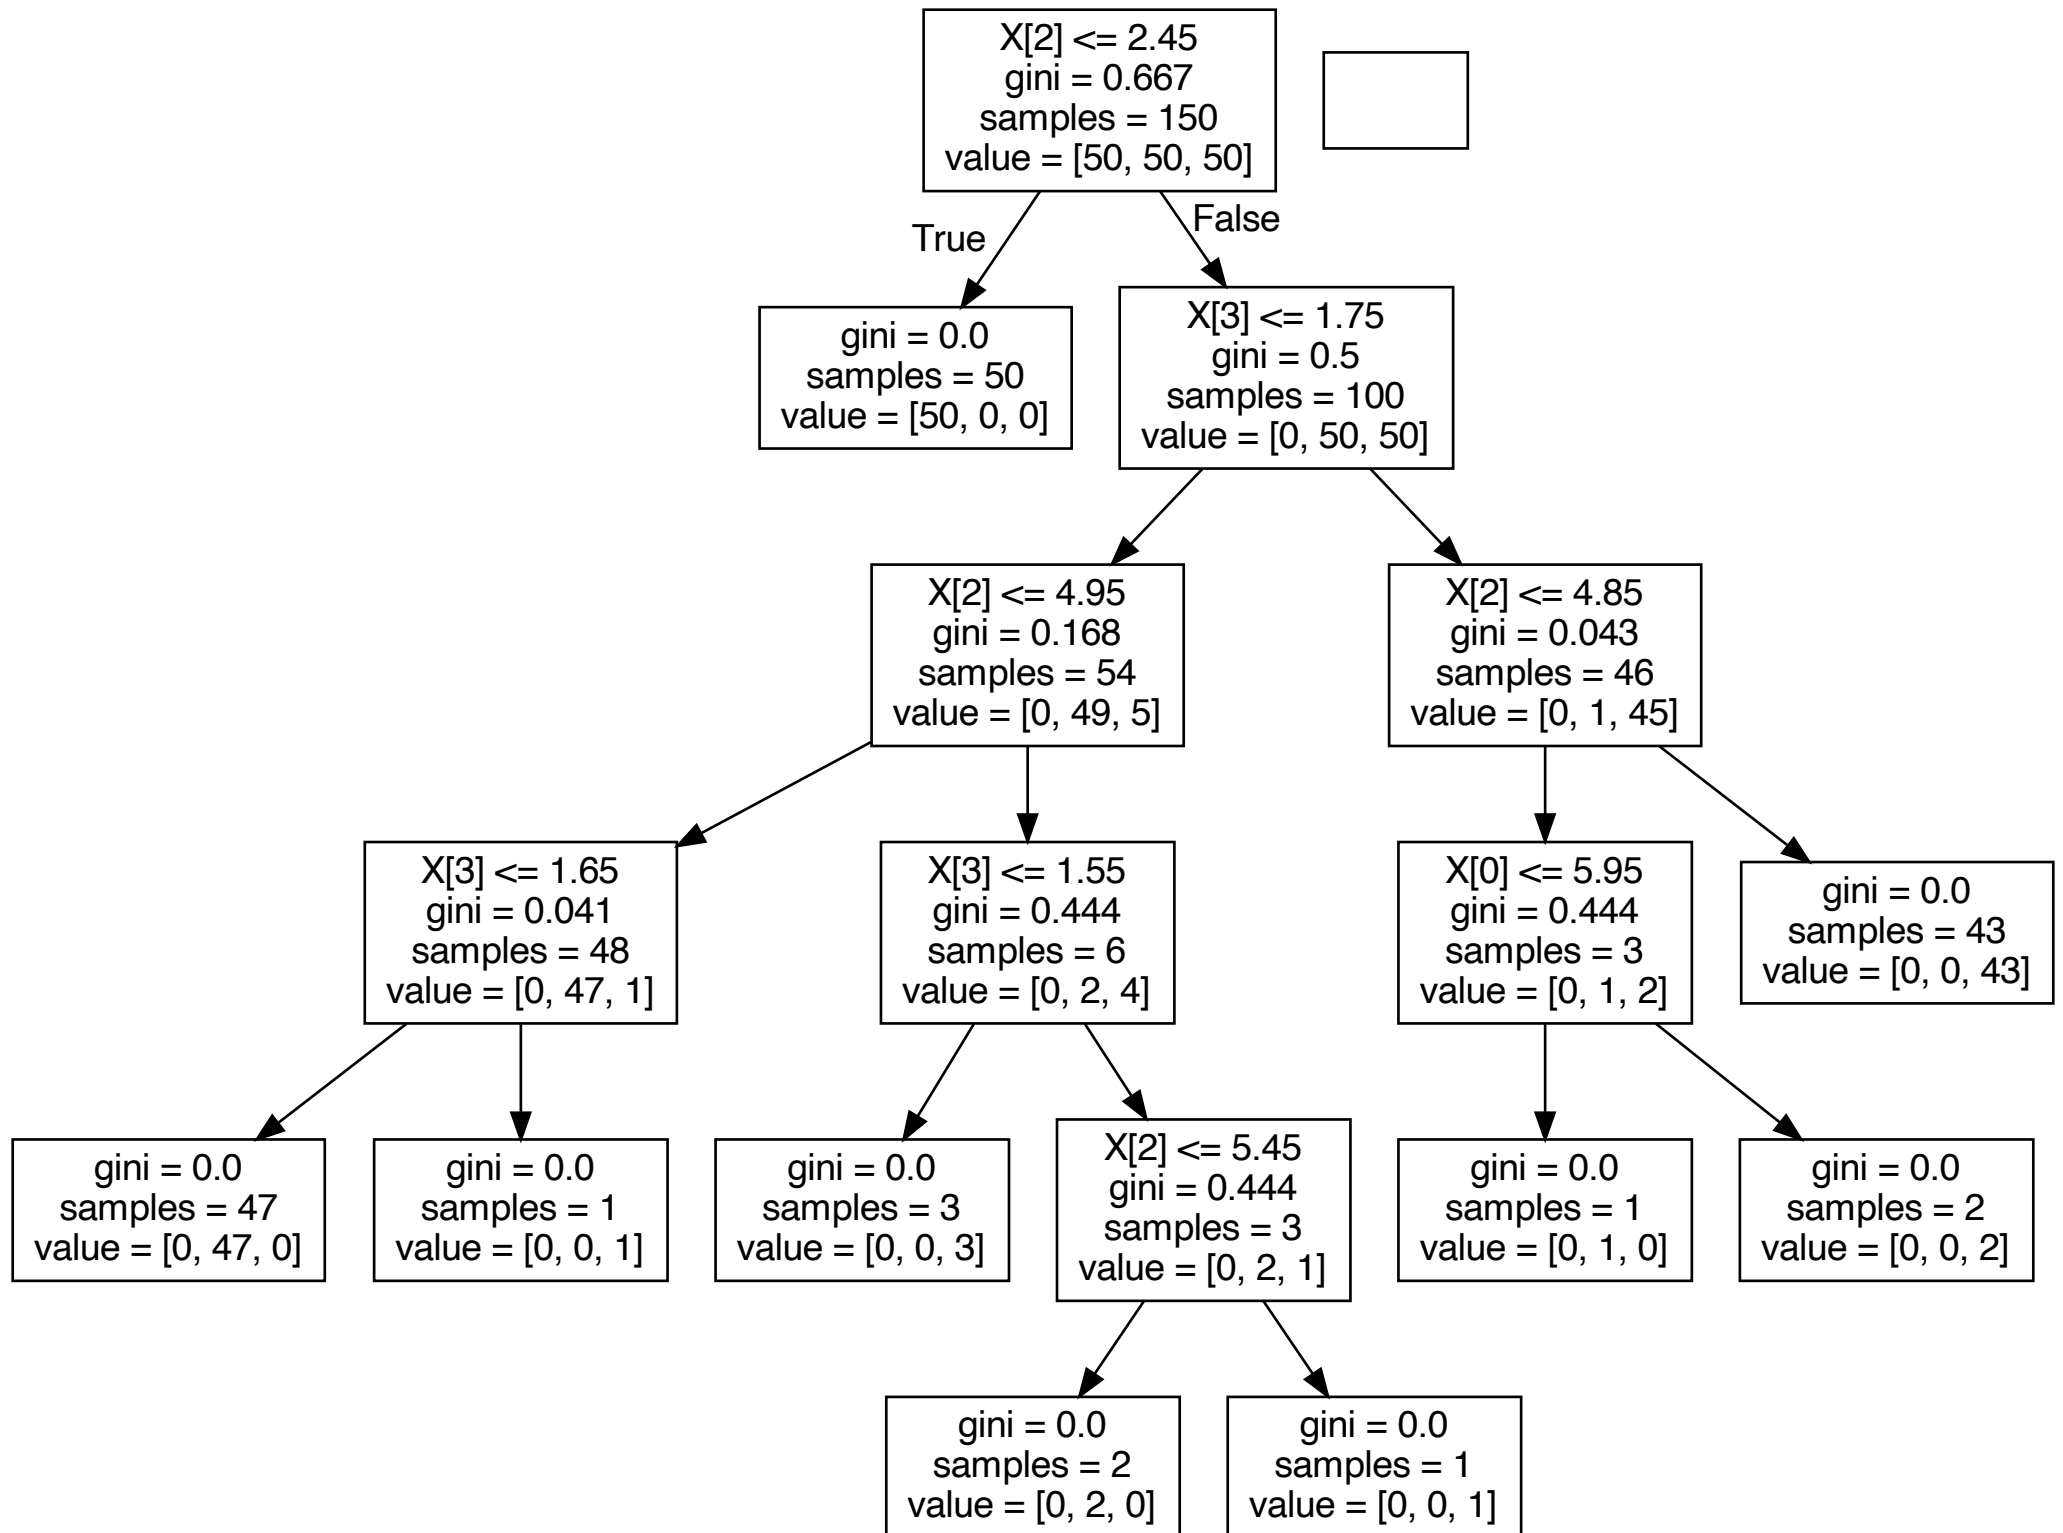 X[2] <= 2.45
gini = 0.667
samples = 150
value = [50, 50, 50]
True
False
gini = 0.0
samples = 50
value = [50, 0, 0]
X[3] <= 1.75
gini = 0.5
samples = 100
value = [0, 50, 50]
X[2] <= 4.95
gini = 0.168
samples = 54
value = [0, 49, 5]
X[2] <= 4.85
gini = 0.043
samples = 46
value = [0, 1, 45]
X[3] <= 1.65
gini = 0.041
samples = 48
value = [0, 47, 1]
X[3] <= 1.55
gini = 0.444
samples = 6
value = [0, 2, 4]
X[0] <= 5.95
gini = 0.444
samples = 3
value = [0, 1, 2]
gini = 0.0
samples = 43
value = [0, 0, 43]
gini = 0.0
samples = 47
value = [0, 47, 0]
gini = 0.0
samples = 1
value = [0, 0, 1]
gini = 0.0
samples = 3
value = [0, 0, 3]
X[2] <= 5.45
gini = 0.444
samples = 3
value = [0, 2, 1]
gini = 0.0
samples = 1
value = [0, 1, 0]
gini = 0.0
samples = 2
value = [0, 0, 2]
gini = 0.0
samples = 2
value = [0, 2, 0]
gini = 0.0
samples = 1
value = [0, 0, 1]